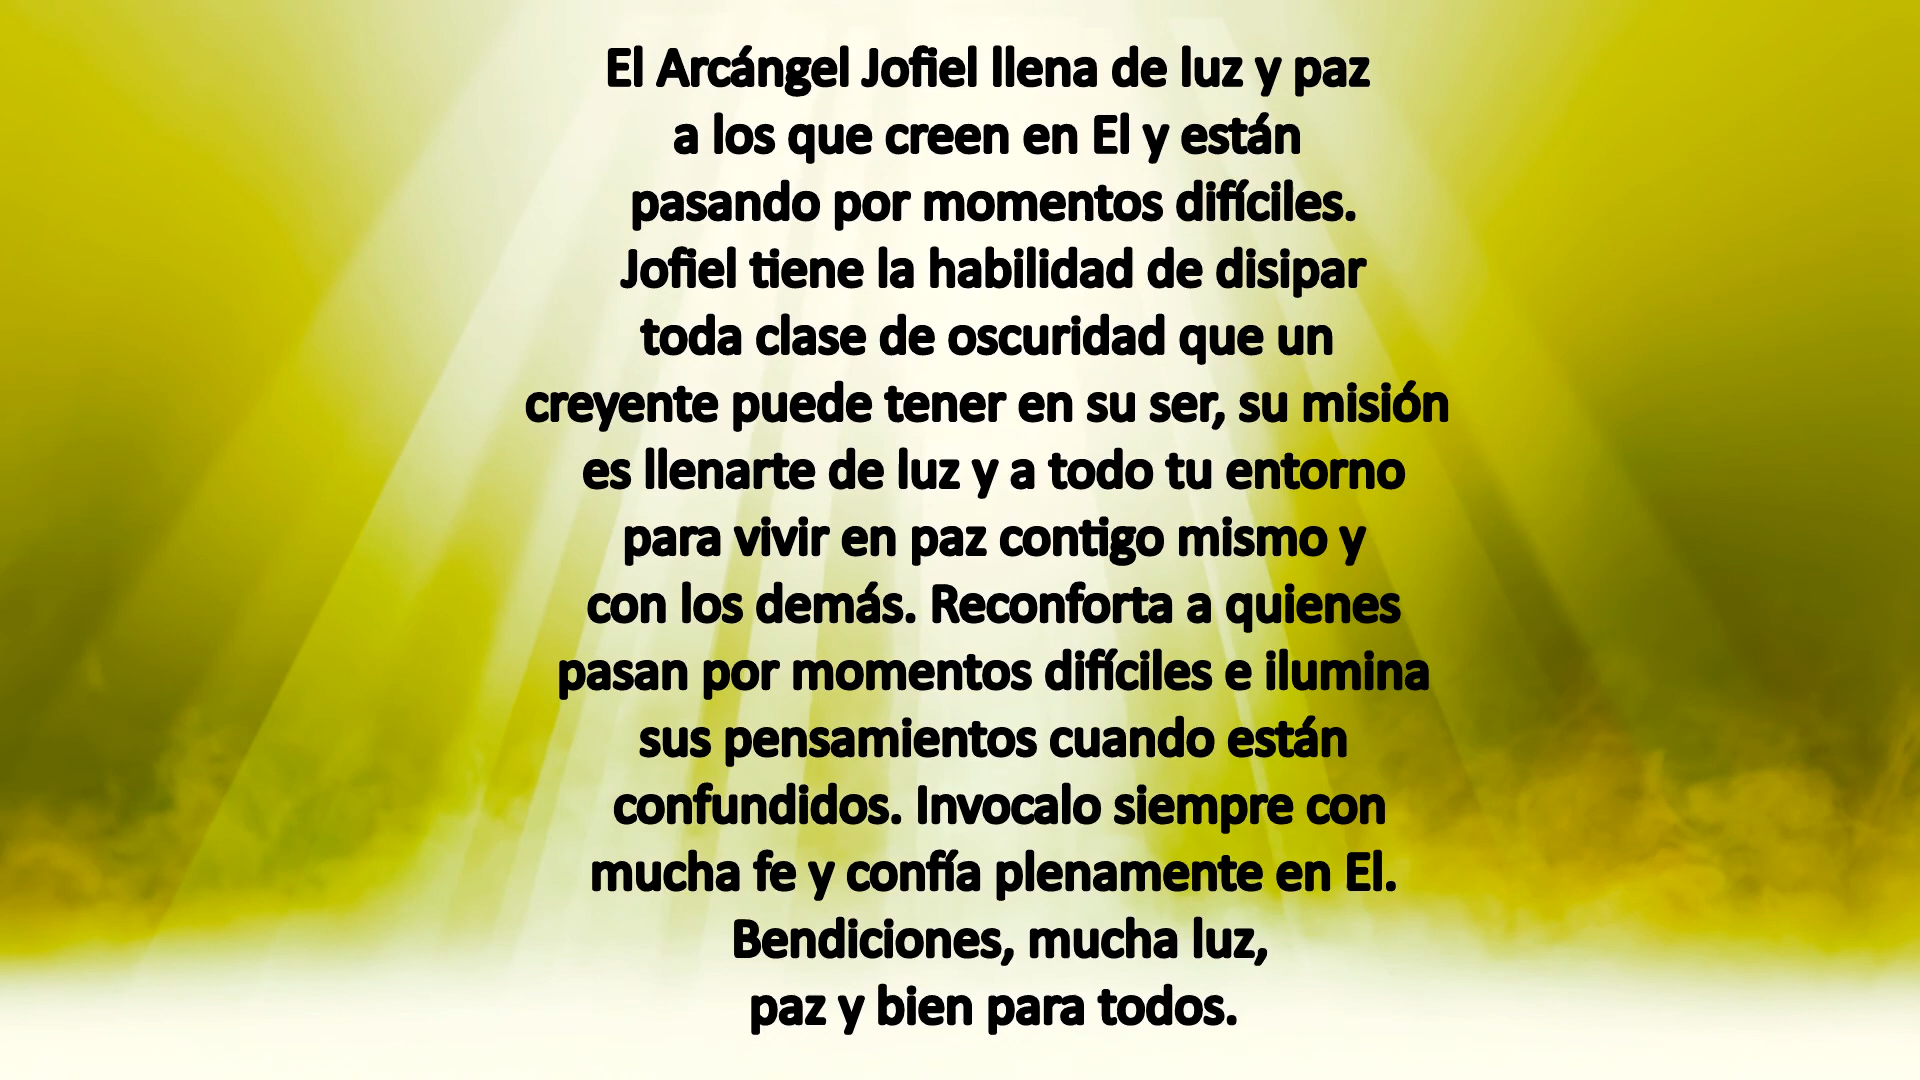 El Arcángel Jofiel llena de luz y paz
a los que creen en El y están
pasando por momentos difíciles.
Jofiel tiene la habilidad de disipar
toda clase de oscuridad que un
creyente puede tener en su ser, su misión
es llenarte de luz y a todo tu entorno
para vivir en paz contigo mismo y
con los demás. Reconforta a quienes
pasan por momentos difíciles e ilumina
sus pensamientos cuando están
confundidos. Invocalo siempre con
mucha fe y confía plenamente en El.
Bendiciones, mucha luz,
paz y bien para todos.